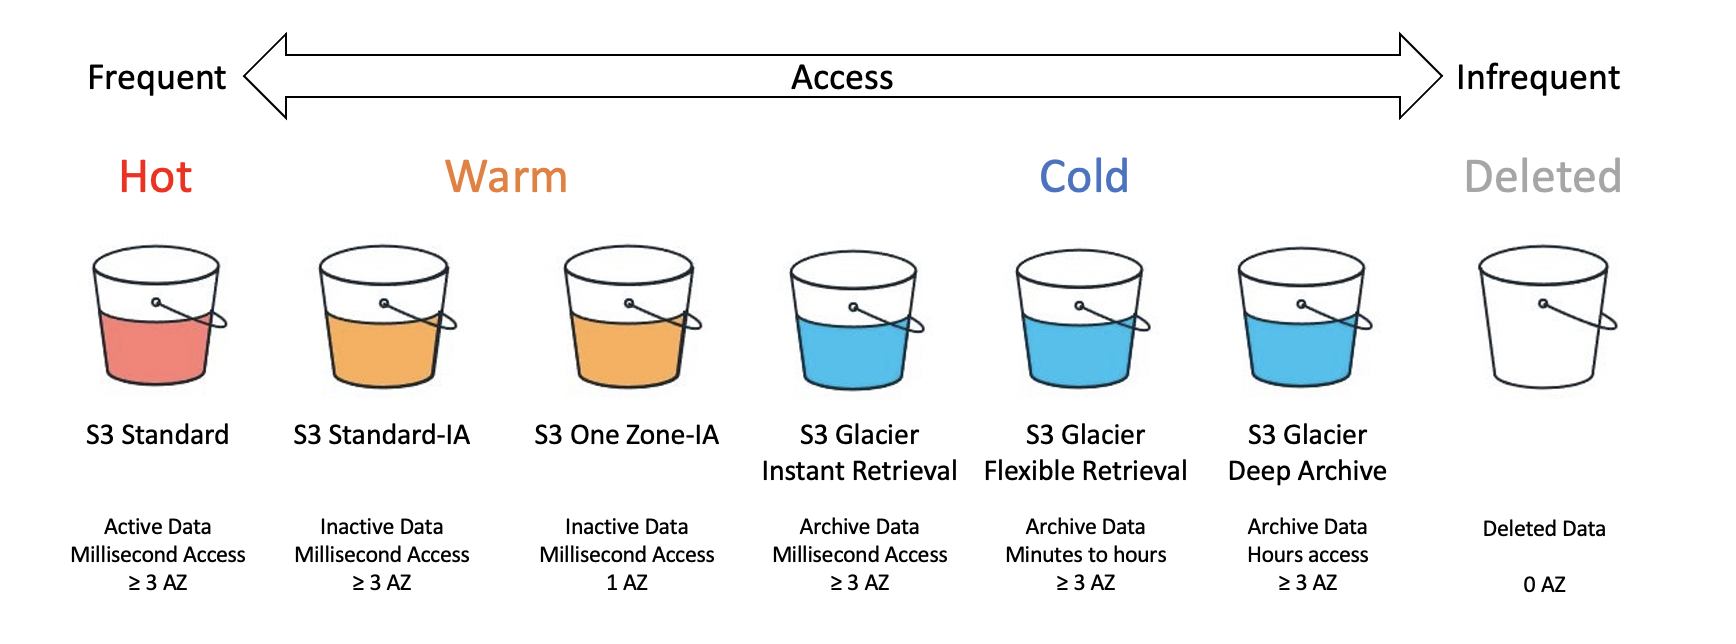 Frequent
Access
Infrequent
Hot
Warm
Cold
Deleted
S3 Standard
S3 Standard-IA
S3 One Zone-IA
S3 Glacier
Instant Retrieval
S3 Glacier
Flexible Retrieval
S3 Glacier
Deep Archive
Active Data
Millisecond Access
≥ 3 AZ
Inactive Data
Millisecond Access
≥ 3 AZ
Inactive Data
Millisecond Access
1 AZ
Archive Data
Millisecond Access
≥ 3 AZ
Archive Data
Minutes to hours
≥ 3 AZ
Archive Data
Hours access
≥ 3 AZ
Deleted Data
0 AZ